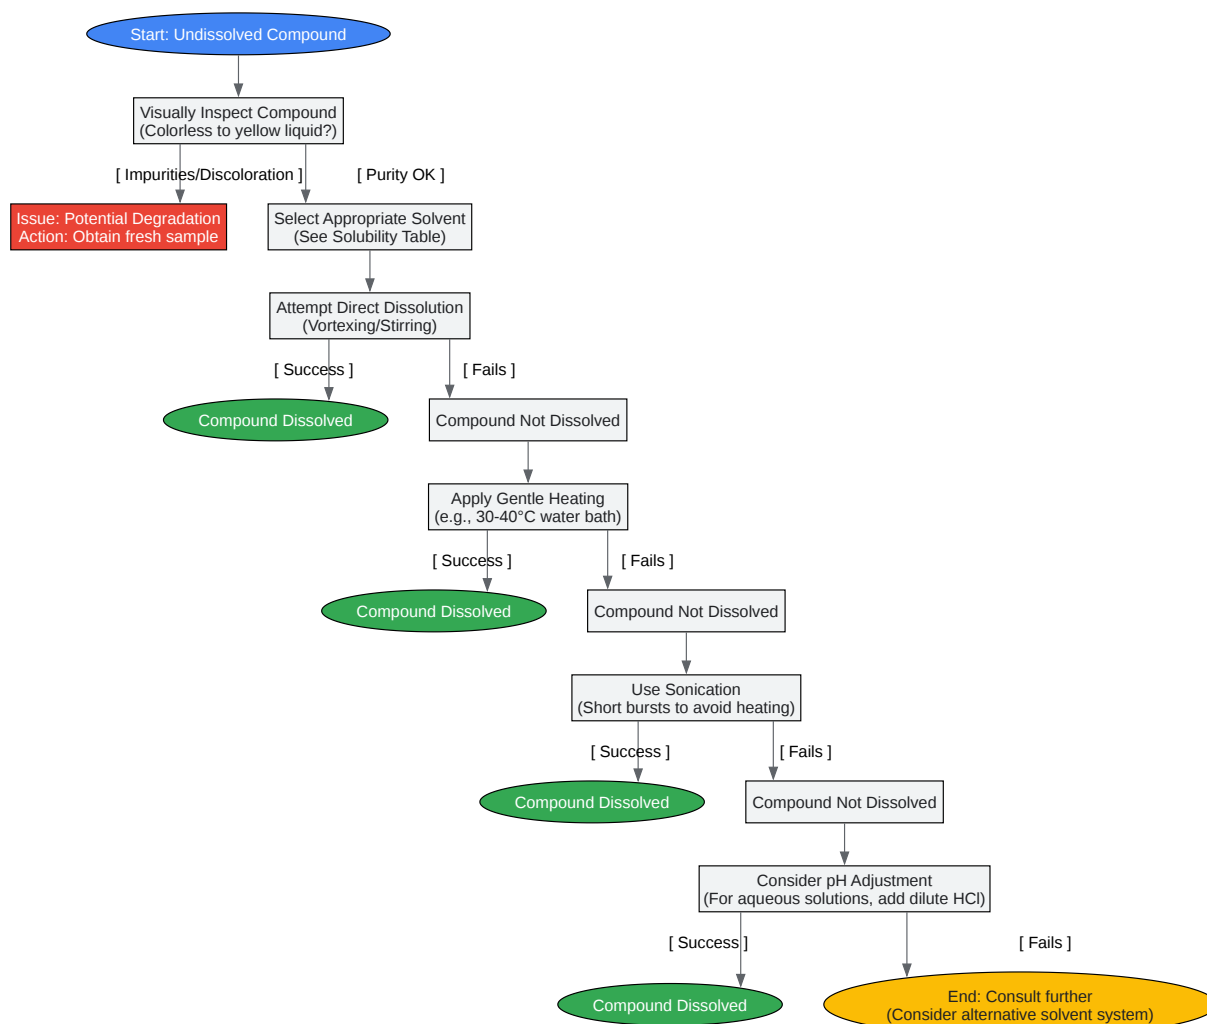 Start: Undissolved Compound
Visually Inspect Compound
(Colorless to yellow liquid?)
[ Impurities/Discoloration ]
[ Purity OK ]
Issue: Potential Degradation
Action: Obtain fresh sample
Select Appropriate Solvent
(See Solubility Table)
Attempt Direct Dissolution
(Vortexing/Stirring)
[ Success ]
[ Fails ]
Compound Dissolved
Compound Not Dissolved
Apply Gentle Heating
(e.g., 30-40°C water bath)
[ Success ]
[ Fails ]
Compound Dissolved
Compound Not Dissolved
Use Sonication
(Short bursts to avoid heating)
[ Success ]
[ Fails ]
Compound Dissolved
Compound Not Dissolved
Consider pH Adjustment
(For aqueous solutions, add dilute HCl)
[ Success ]
[ Fails ]
Compound Dissolved
End: Consult further
(Consider alternative solvent system)